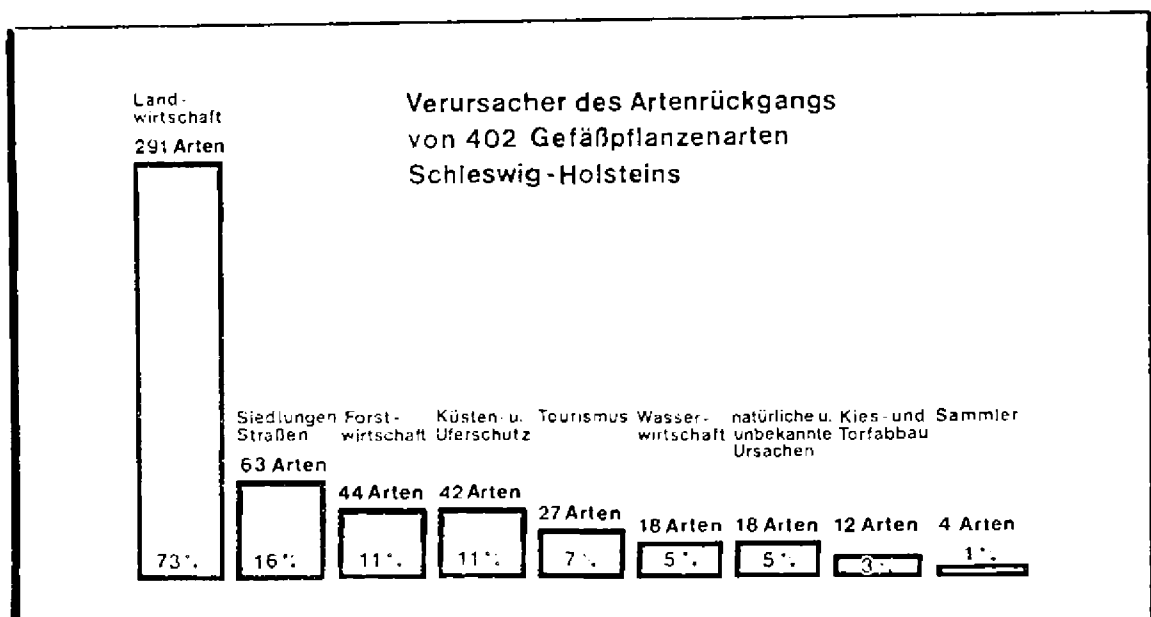 Verursacher des Artenrückgangs
von 402 Gefäßpflanzenarten
Schleswig-Holsteins
Land-
wirtschaft
291 Arten
73%
Siedlungen
Straßen
63 Arten
16%
Forst-
wirtschaft
44 Arten
11%
Küsten- u.
Uferschutz
42 Arten
11%
Tourismus
27 Arten
7%
Wasser-
wirtschaft
18 Arten
5%
natürliche u.
unbekannte
Ursachen
18 Arten
5%
Kies- und
Torfabbau
12 Arten
3%
Sammler
4 Arten
1%